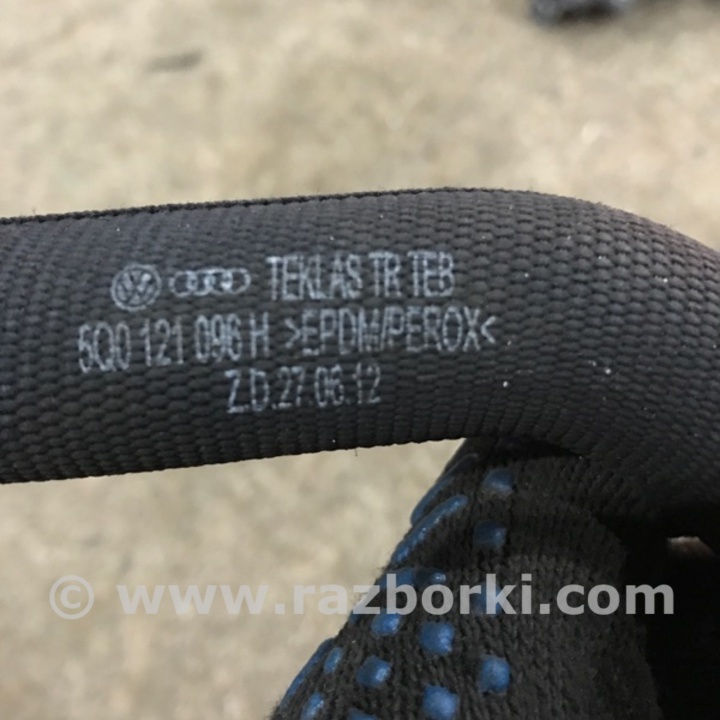 TEKLAS TR TEB
6Q0 121 096 H >EPDM/PEROX<
Z.D.27.06.12
© www.razborki.com